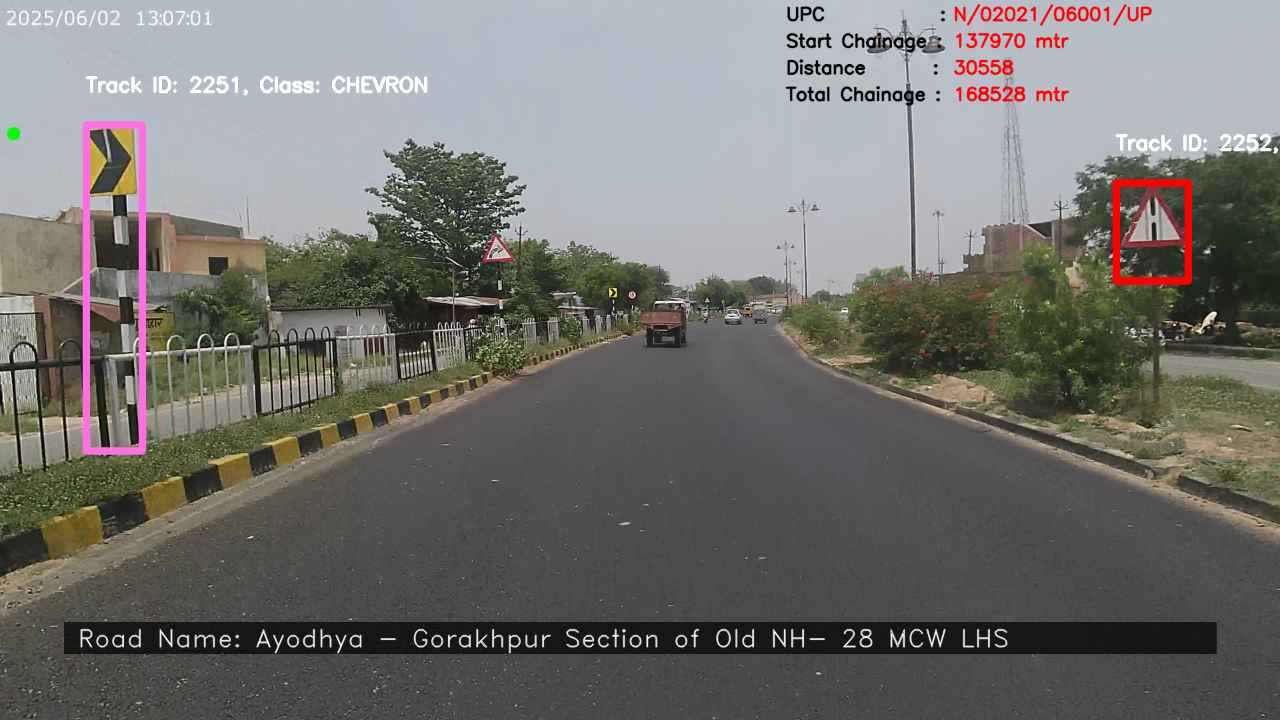 2025/06/02 13:07:01
UPC : N/02021/06001/UP
Start Chainage : 137970 mtr
Distance : 30558
Total Chainage : 168528 mtr
Track ID: 2251, Class: CHEVRON
Track ID: 2252,
Road Name: Ayodhya - Gorakhpur Section of Old NH- 28 MCW LHS